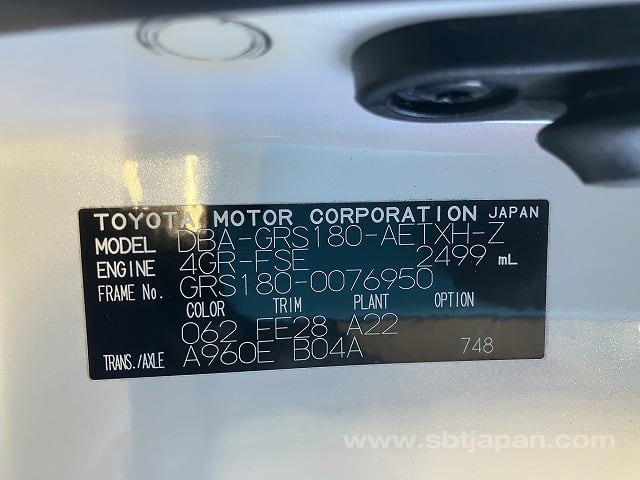 TOYOTA MOTOR CORPORATION JAPAN
MODEL DBA-GRS180-AETXH-Z
ENGINE 4GR-FSE 2499 mL
FRAME No. GRS180-0076950
COLOR TRIM PLANT OPTION
062 EE28 A22
TRANS./AXLE A960E B04A 748
www.sbtjapan.com